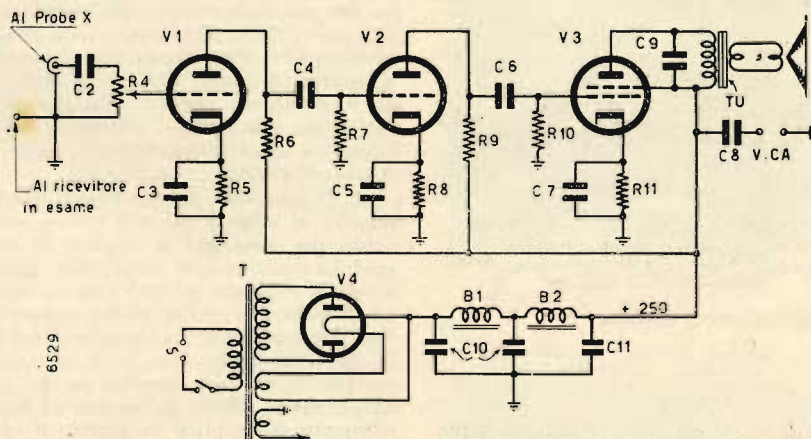 Al Probe X
V1
V2
V3
C9
C2
R4
C4
C6
TU
R6
R7
R9
R10
C8
V.CA
Al ricevitore
in esame
C3
R5
C5
R8
C7
R11
T
V4
B1
B2
+ 250
S
C10
C11
6529